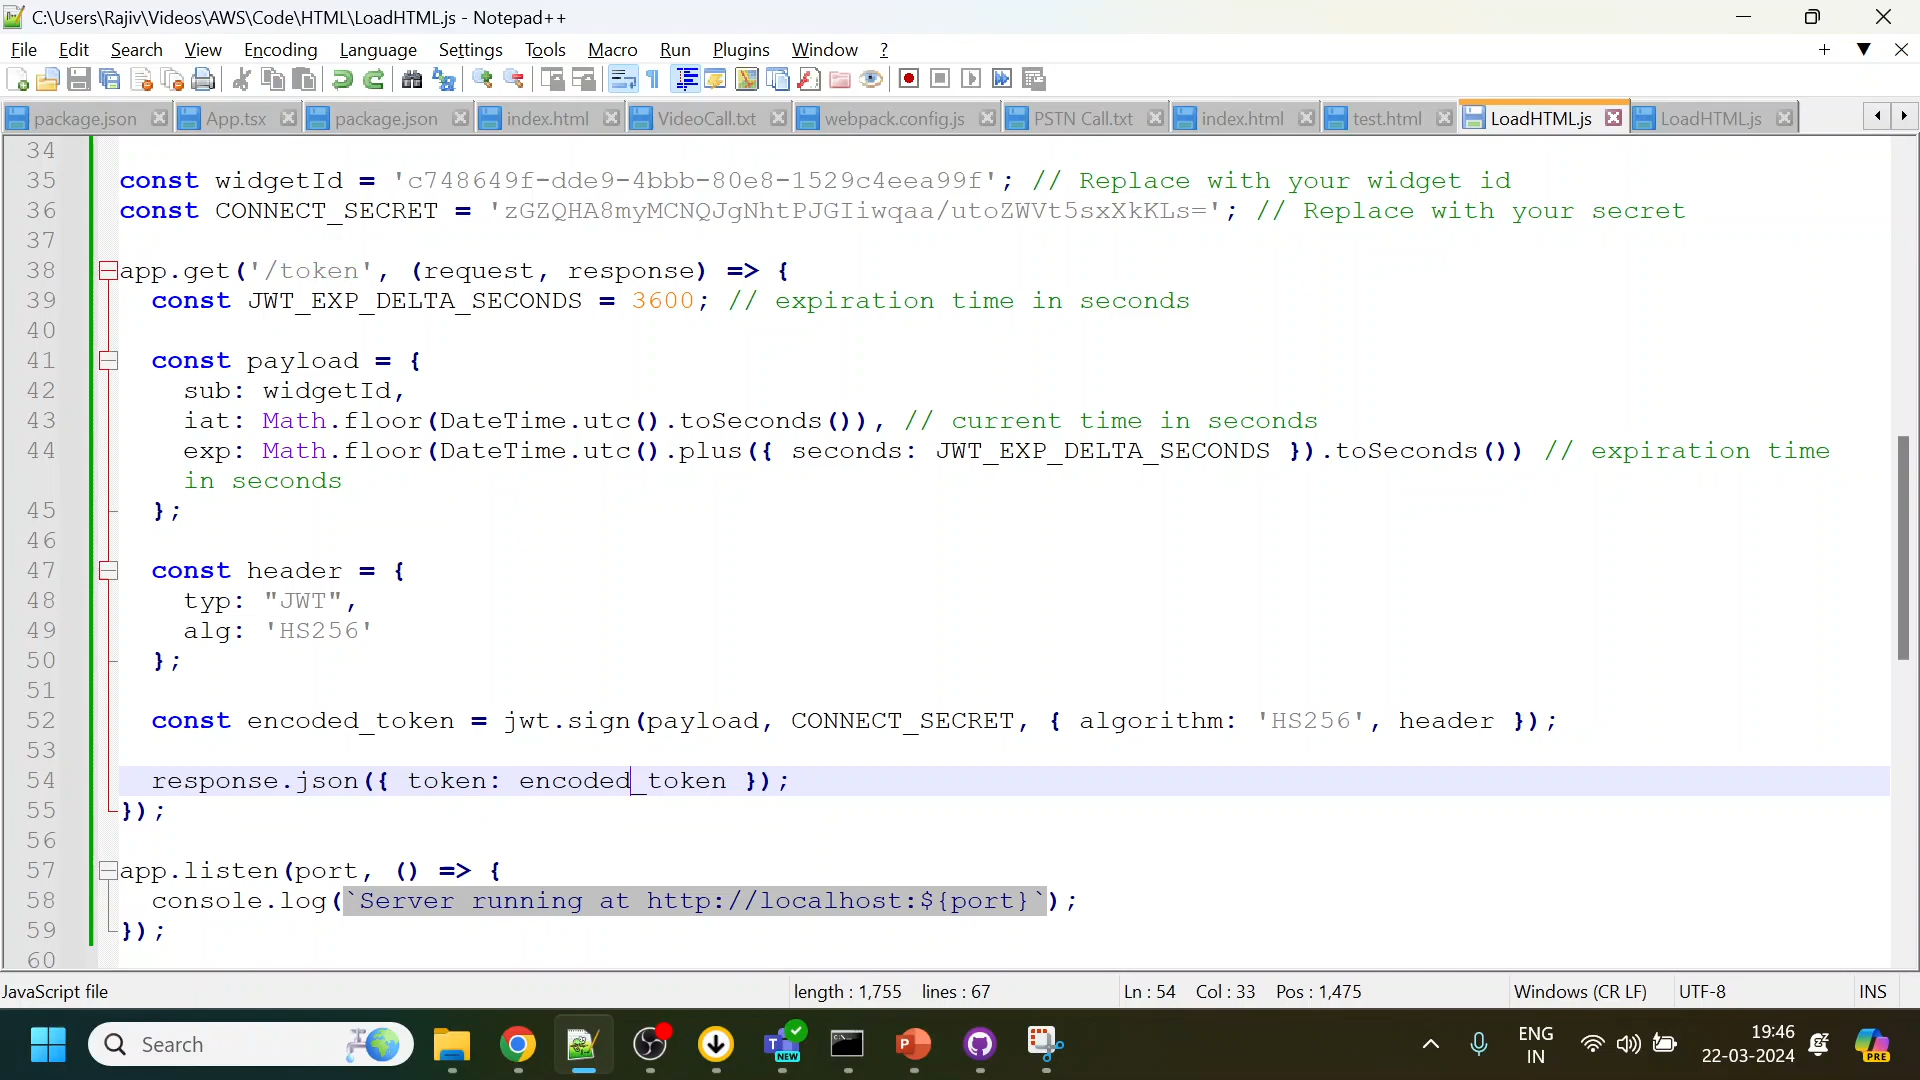 C:\Users\Rajiv\Videos\AWS\Code\HTML\LoadHTML.js - Notepad++
File Edit Search View Encoding Language Settings Tools Macro Run Plugins Window ?
package.json App.tsx package.json index.html VideoCall.txt webpack.config.js PSTN Call.txt index.html test.html LoadHTML.js LoadHTML.js
34
35 const widgetId = 'c748649f-dde9-4bbb-80e8-1529c4eea99f'; // Replace with your widget id
36 const CONNECT_SECRET = 'zGZQHA8myMCNQJgNhtPJGIiwqaa/utoZWVt5sxXkKLs='; // Replace with your secret
37
38 app.get('/token', (request, response) => {
39 const JWT_EXP_DELTA_SECONDS = 3600; // expiration time in seconds
40
41 const payload = {
42 sub: widgetId,
43 iat: Math.floor(DateTime.utc().toSeconds()), // current time in seconds
44 exp: Math.floor(DateTime.utc().plus({ seconds: JWT_EXP_DELTA_SECONDS }).toSeconds()) // expiration time
in seconds
45 };
46
47 const header = {
48 typ: "JWT",
49 alg: 'HS256'
50 };
51
52 const encoded_token = jwt.sign(payload, CONNECT_SECRET, { algorithm: 'HS256', header });
53
54 response.json({ token: encoded_token });
55 });
56
57 app.listen(port, () => {
58 console.log(`Server running at http://localhost:${port}`);
59 });
60
JavaScript file length : 1,755 lines : 67 Ln : 54 Col : 33 Pos : 1,475 Windows (CR LF) UTF-8 INS
Search
NEW
ENG
IN
19:46
22-03-2024
PRE